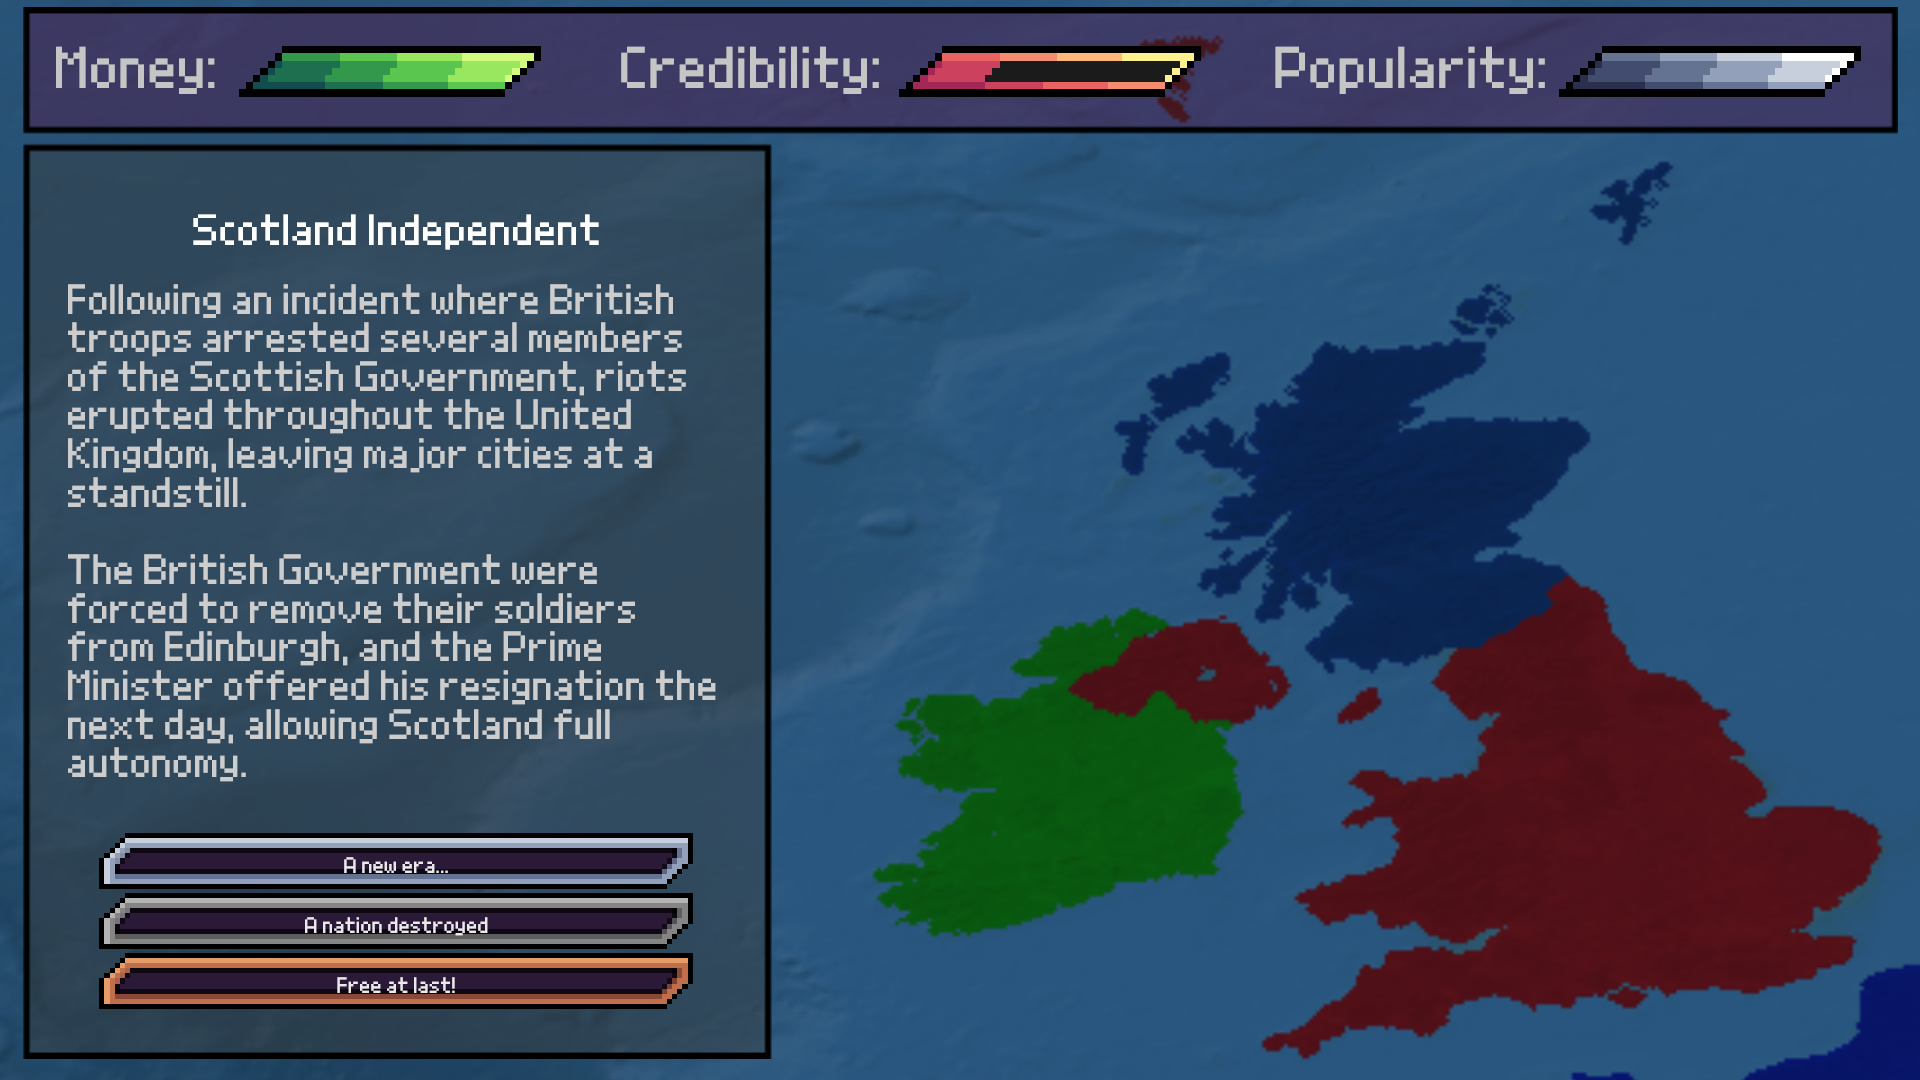 Money:
Credibility:
Popularity:
Scotland Independent
Following an incident where British
troops arrested several members
of the Scottish Government, riots
erupted throughout the United
Kingdom, leaving major cities at a
standstill.
The British Government were
forced to remove their soldiers
from Edinburgh, and the Prime
Minister offered his resignation the
next day, allowing Scotland full
autonomy.
A new era...
A nation destroyed
Free at last!